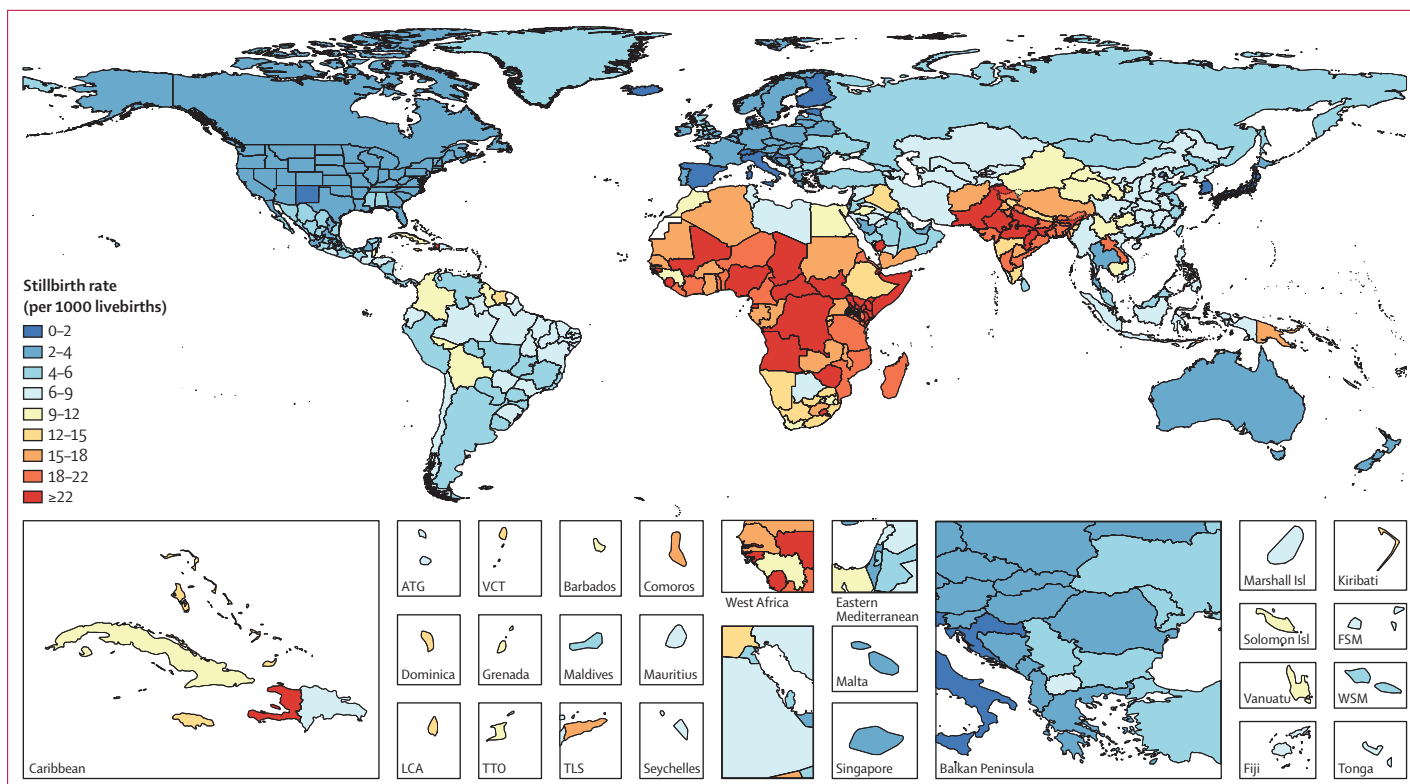 Stillbirth rate
(per 1000 livebirths)
0–2
2–4
4–6
6–9
9–12
12–15
15–18
18–22
≥22
Caribbean
ATG
VCT
Barbados
Comoros
West Africa
Eastern
Mediterranean
Dominica
Grenada
Maldives
Mauritius
Malta
LCA
TTO
TLS
Seychelles
Singapore
Balkan Peninsula
Marshall Isl
Kiribati
Solomon Isl
FSM
Vanuatu
WSM
Fiji
Tonga